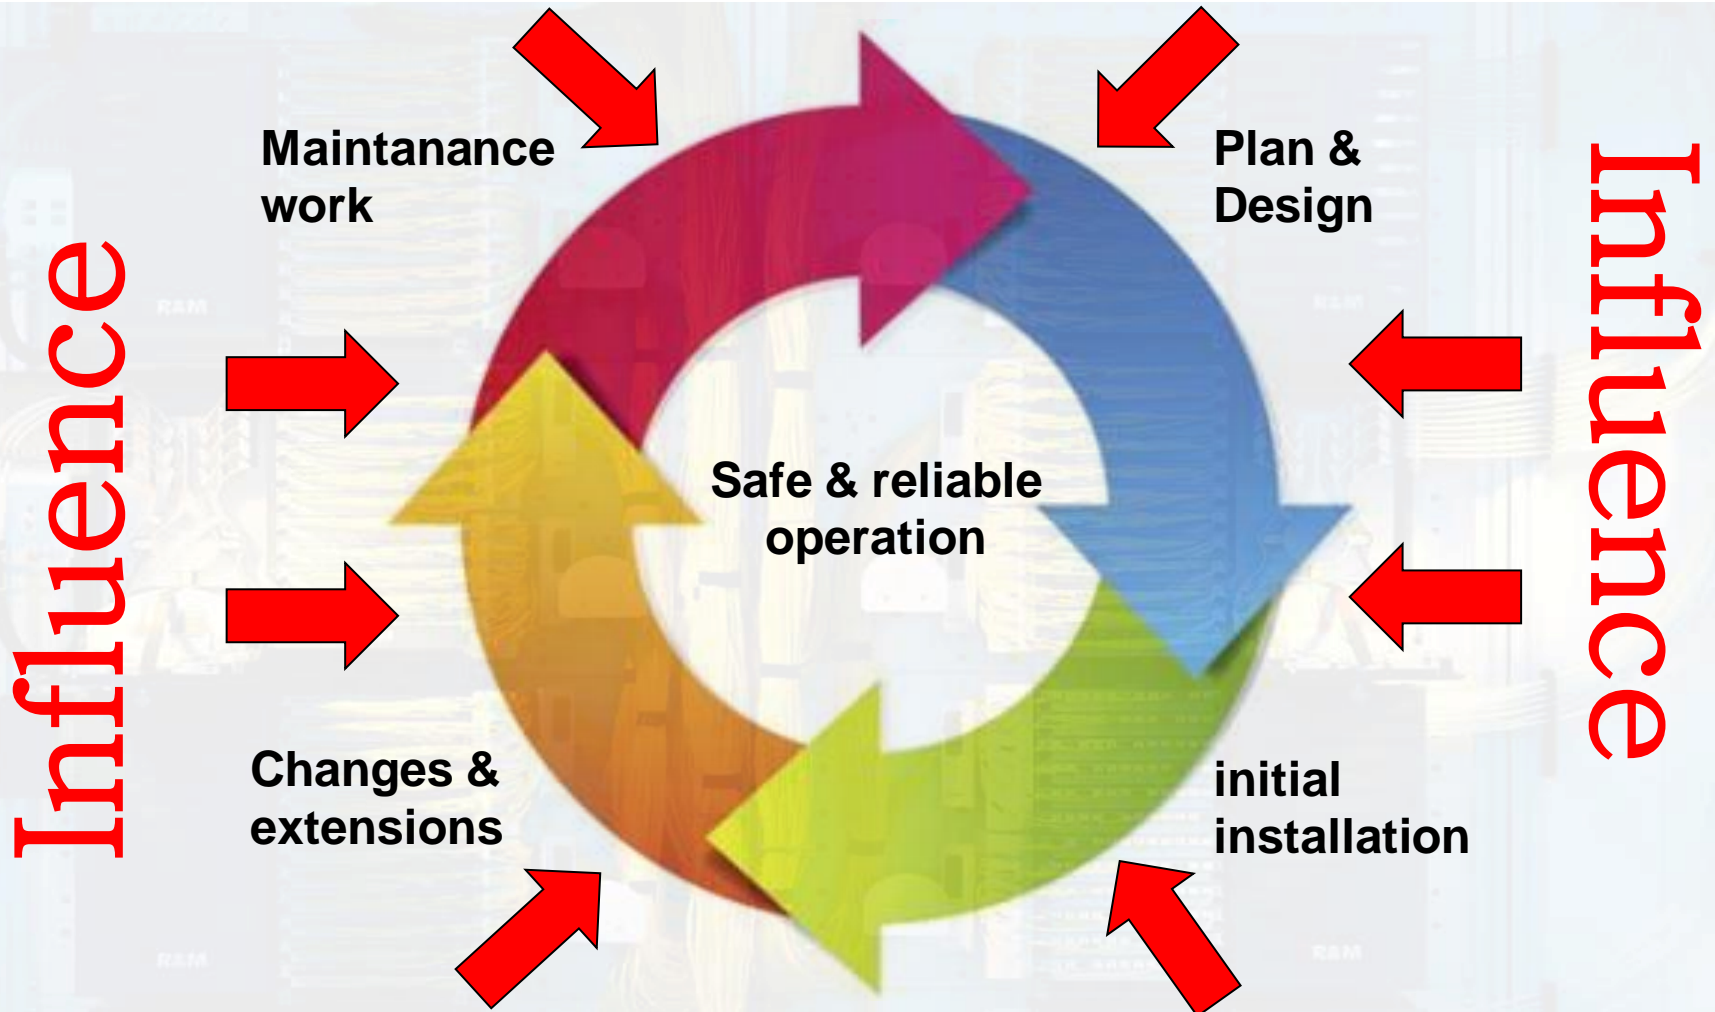 Maintanance
work
Plan &
Design
Influence
Influence
Safe & reliable
operation
Changes &
extensions
initial
installation
R&M
R&M
R&M
R&M